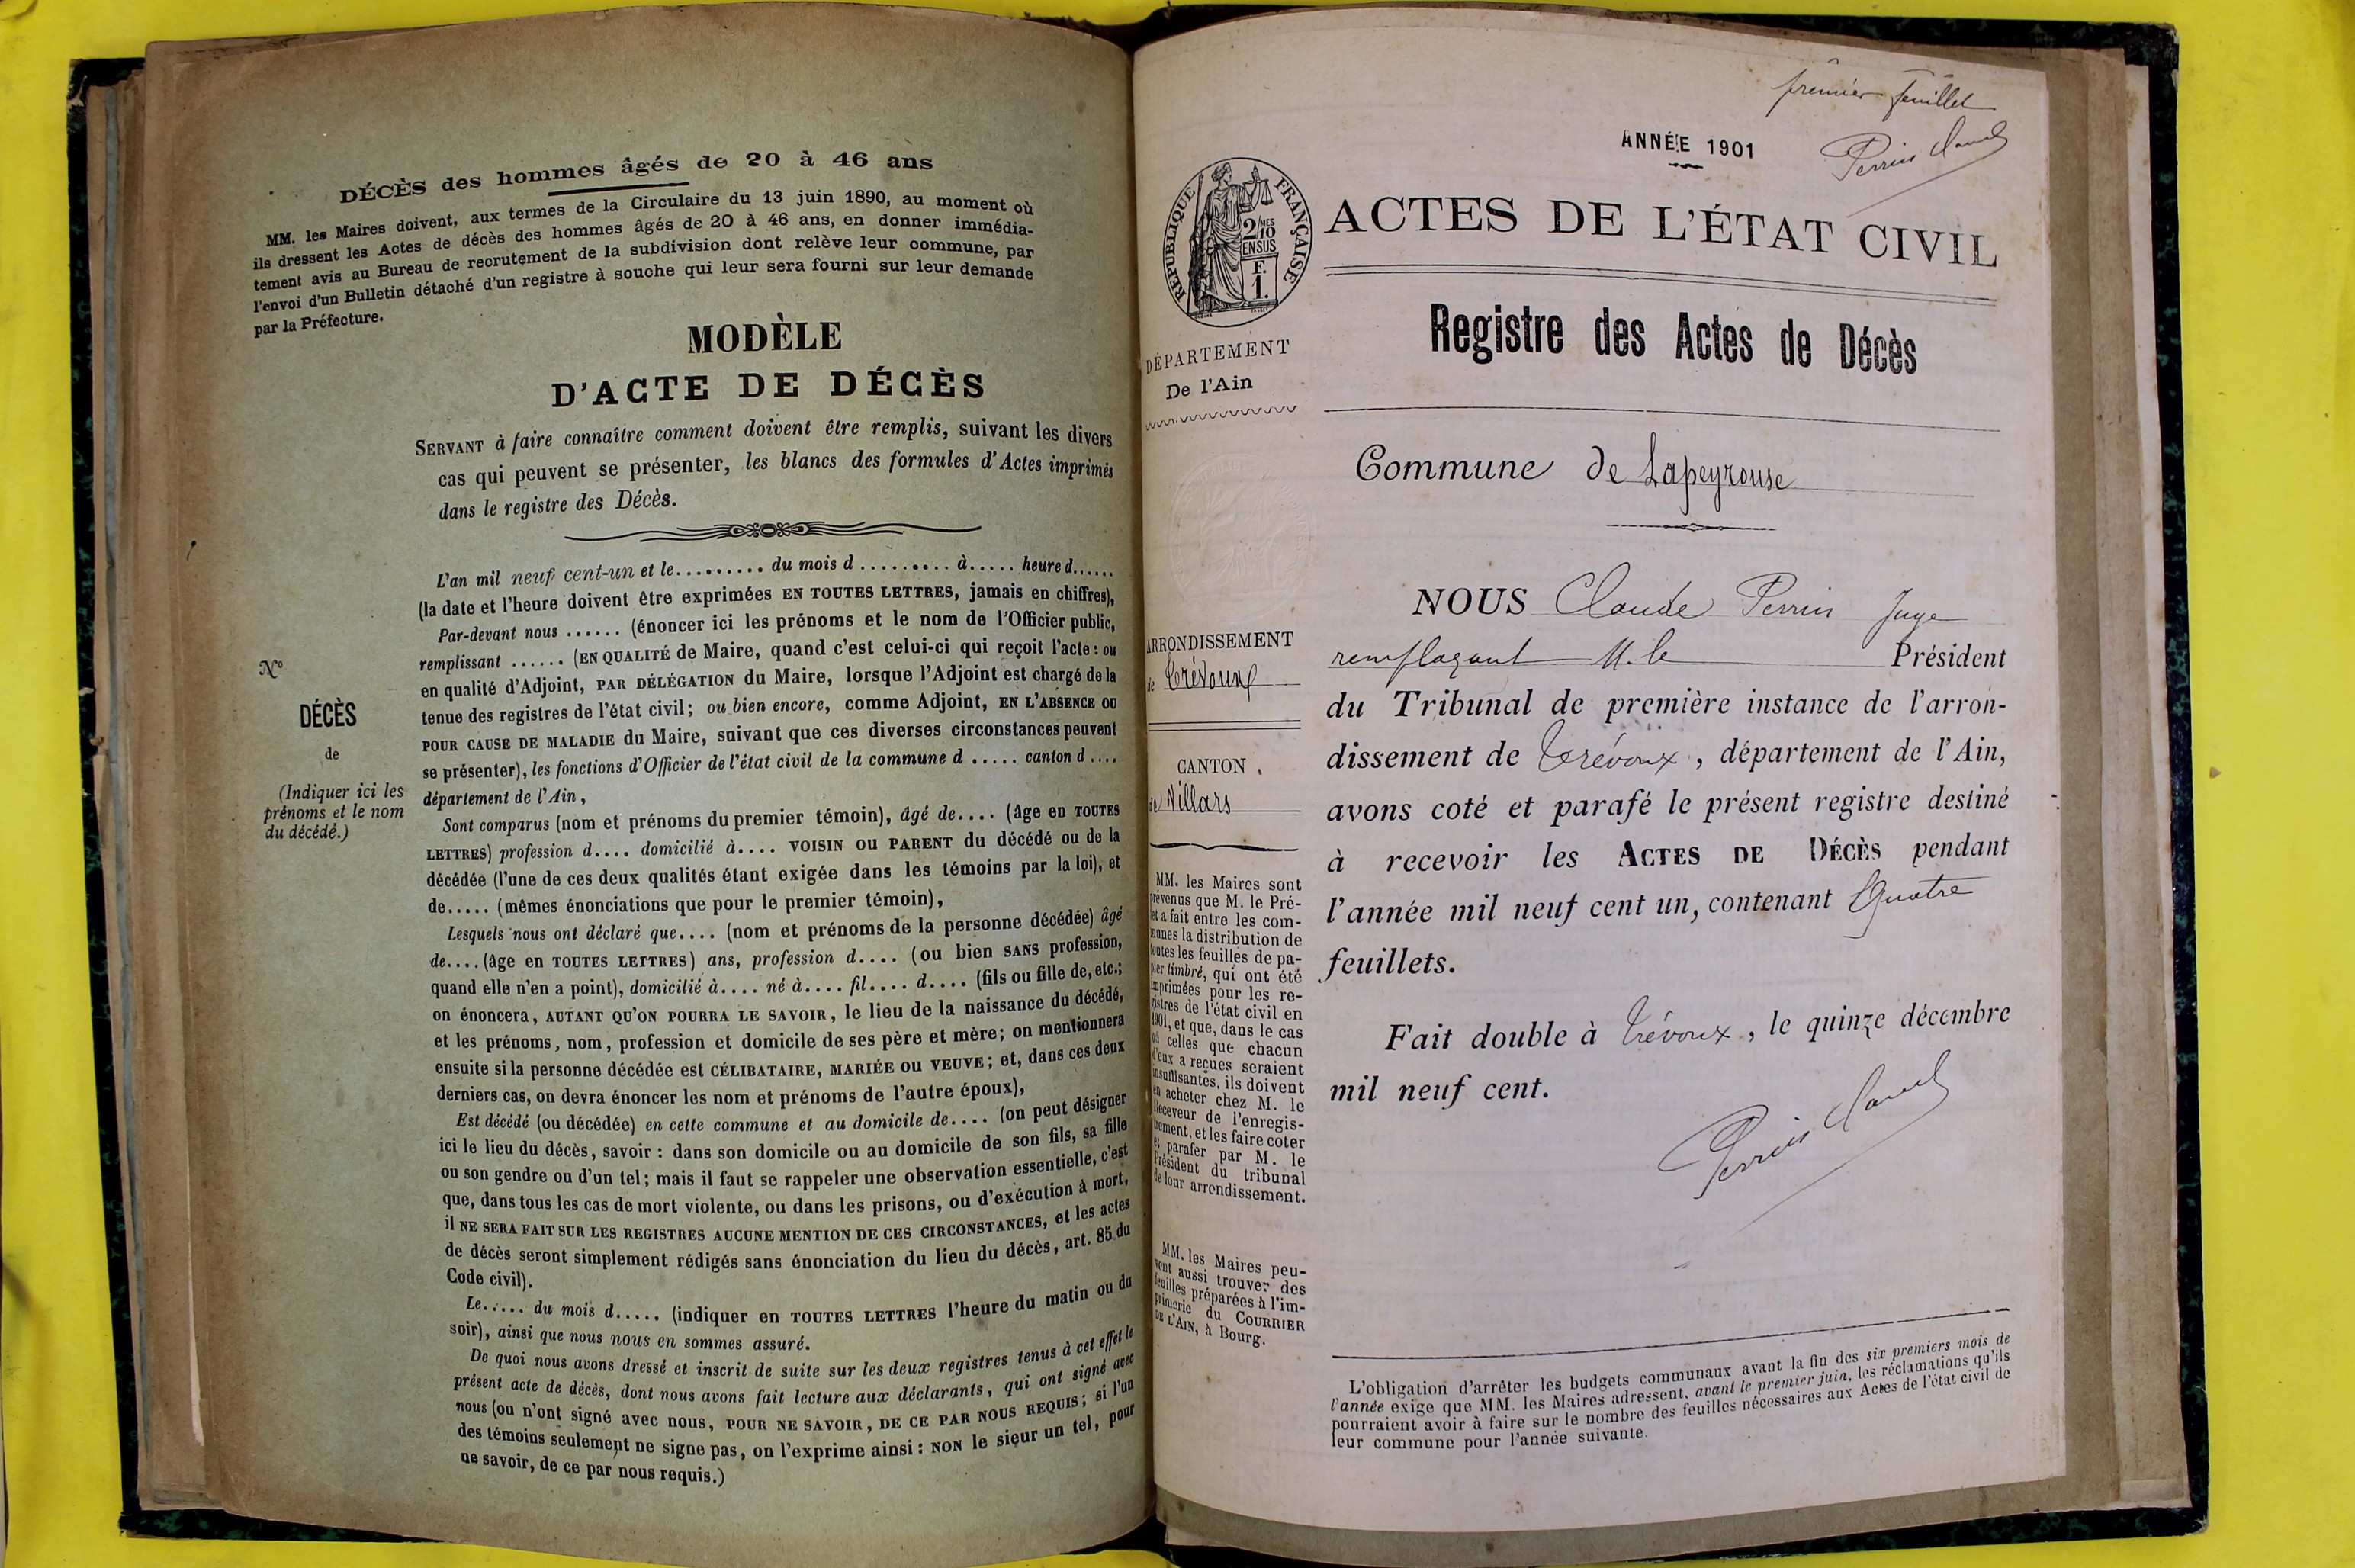 DÉCÈS des hommes âgés de 20 à 46 ans
MM. les Maires doivent, aux termes de la Circulaire du 13 juin 1890, au moment où
ils dressent les Actes de décès des hommes âgés de 20 à 46 ans, en donner immédia-
tement avis au Bureau de recrutement de la subdivision dont relève leur commune, par
l'envoi d'un Bulletin détaché d'un registre à souche qui leur sera fourni sur leur demande
par la Préfecture.
MODÈLE
D'ACTE DE DÉCÈS
SERVANT à faire connaître comment doivent être remplis, suivant les divers
cas qui peuvent se présenter, les blancs des formules d'Actes imprimés
dans le registre des Décès.
N°
DÉCÈS
de
(Indiquer ici les
prénoms et le nom
du décédé.)
L'an mil neuf cent-un et le......... du mois d ......... à..... heure d......
(la date et l'heure doivent être exprimées EN TOUTES LETTRES, jamais en chiffres),
Par-devant nous ...... (énoncer ici les prénoms et le nom de l'Officier public,
remplissant ...... (EN QUALITÉ de Maire, quand c'est celui-ci qui reçoit l'acte : ou
en qualité d'Adjoint, PAR DÉLÉGATION du Maire, lorsque l'Adjoint est chargé de la
tenue des registres de l'état civil; ou bien encore, comme Adjoint, EN L'ABSENCE OU
POUR CAUSE DE MALADIE du Maire, suivant que ces diverses circonstances peuvent
se présenter), les fonctions d'Officier de l'état civil de la commune d ..... canton d ....
département de l'Ain,
Sont comparus (nom et prénoms du premier témoin), âgé de.... (âge en TOUTES
LETTRES) profession d.... domicilié à.... VOISIN OU PARENT du décédé ou de la
décédée (l'une de ces deux qualités étant exigée dans les témoins par la loi), et
de..... (mêmes énonciations que pour le premier témoin),
Lesquels nous ont déclaré que.... (nom et prénoms de la personne décédée) âgé
de....(âge en TOUTES LETTRES) ans, profession d.... (ou bien SANS profession,
quand elle n'en a point), domicilié à.... né à.... fil.... d.... (fils ou fille de, etc.;
on énoncera, AUTANT QU'ON POURRA LE SAVOIR, le lieu de la naissance du décédé,
et les prénoms, nom, profession et domicile de ses père et mère; on mentionnera
ensuite si la personne décédée est CÉLIBATAIRE, MARIÉE OU VEUVE; et, dans ces deux
derniers cas, on devra énoncer les nom et prénoms de l'autre époux),
Est décédé (ou décédée) en cette commune et au domicile de.... (on peut désigner
ici le lieu du décès, savoir : dans son domicile ou au domicile de son fils, sa fille
ou son gendre ou d'un tel; mais il faut se rappeler une observation essentielle, c'est
que, dans tous les cas de mort violente, ou dans les prisons, ou d'exécution à mort,
il NE SERA FAIT SUR LES REGISTRES AUCUNE MENTION DE CES CIRCONSTANCES, et les actes
de décès seront simplement rédigés sans énonciation du lieu du décès, art. 85 du
Code civil).
Le..... du mois d..... (indiquer en TOUTES LETTRES l'heure du matin ou du
soir), ainsi que nous nous en sommes assuré.
De quoi nous avons dressé et inscrit de suite sur les deux registres tenus à cet effet le
présent acte de décès, dont nous avons fait lecture aux déclarants, qui ont signé avec
nous (ou n'ont signé avec nous, POUR NE SAVOIR, DE CE PAR NOUS REQUIS; si l'un
des témoins seulement ne signe pas, on l'exprime ainsi : NON le sieur un tel, pour
ne savoir, de ce par nous requis.)
premier feuillet
Perrin Claude
ANNÉE 1901
RÉPUBLIQUE FRANÇAISE
2/10 MES
EN SUS
F.
1.
ACTES DE L'ÉTAT CIVIL
Registre des Actes de Décès
DÉPARTEMENT
De l'Ain
Commune de Lapeyrouse
ARRONDISSEMENT
de Trévoux
CANTON
de Villars
MM. les Maires sont
prévenus que M. le Pré-
fet a fait entre les com-
munes la distribution de
toutes les feuilles de pa-
pier timbré, qui ont été
imprimées pour les re-
gistres de l'état civil en
1901, et que, dans le cas
où celles que chacun
d'eux a reçues seraient
insuffisantes, ils doivent
en acheter chez M. le
Receveur de l'enregis-
trement, et les faire coter
et parafer par M. le
Président du tribunal
de leur arrondissement.
MM. les Maires peu-
vent aussi trouver des
feuilles préparées à l'im-
primerie du COURRIER
DE L'AIN, à Bourg.
NOUS Claude Perrin Juge
remplaçant M. le Président
du Tribunal de première instance de l'arron-
dissement de Trévoux, département de l'Ain,
avons coté et parafé le présent registre destiné
à recevoir les ACTES DE DÉCÈS pendant
l'année mil neuf cent un, contenant Quatre
feuillets.
Fait double à Trévoux, le quinze décembre
mil neuf cent.
Perrin Claude
L'obligation d'arrêter les budgets communaux avant la fin des six premiers mois de
l'année exige que MM. les Maires adressent, avant le premier juin, les réclamations qu'ils
pourraient avoir à faire sur le nombre des feuilles nécessaires aux Actes de l'état civil de
leur commune pour l'année suivante.